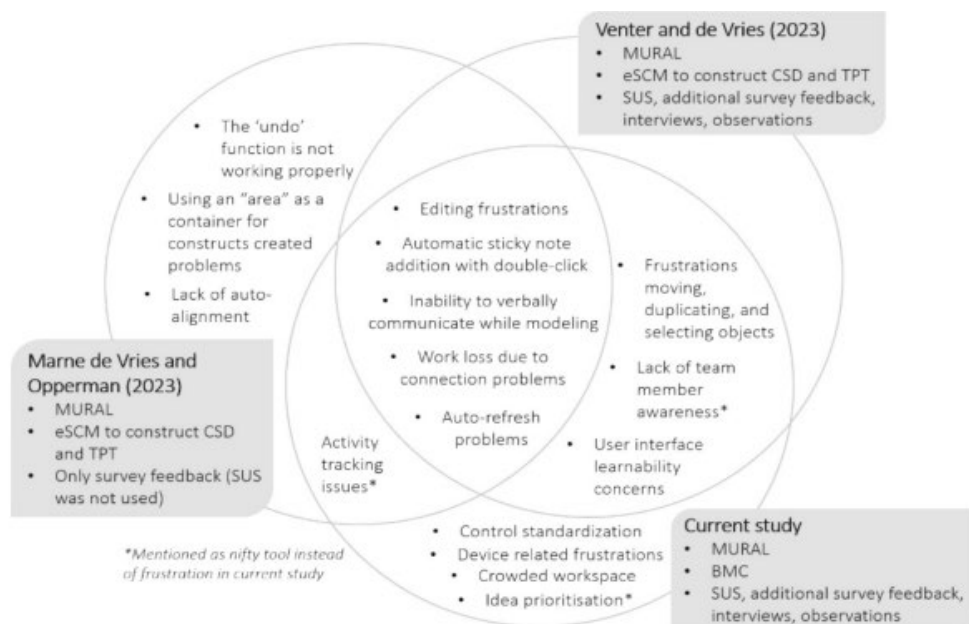 Venter and de Vries (2023)
• MURAL
• eSCM to construct CSD and TPT
• SUS, additional survey feedback,
interviews, observations
• The ‘undo’
function is not
working properly
• Using an “area” as a
container for
constructs created
problems
• Lack of auto-
alignment
• Editing frustrations
• Automatic sticky note
addition with double-click
• Inability to verbally
communicate while modeling
• Work loss due to
connection problems
• Auto-refresh
problems
• Frustrations
moving,
duplicating, and
selecting objects
• Lack of team
member
awareness*
• User interface
learnability
concerns
Marne de Vries and
Opperman (2023)
• MURAL
• eSCM to construct CSD
and TPT
• Only survey feedback (SUS
was not used)
Activity
tracking
issues*
• Control standardization
• Device related frustrations
• Crowded workspace
• Idea prioritisation*
*Mentioned as nifty tool instead
of frustration in current study
Current study
• MURAL
• BMC
• SUS, additional survey feedback,
interviews, observations